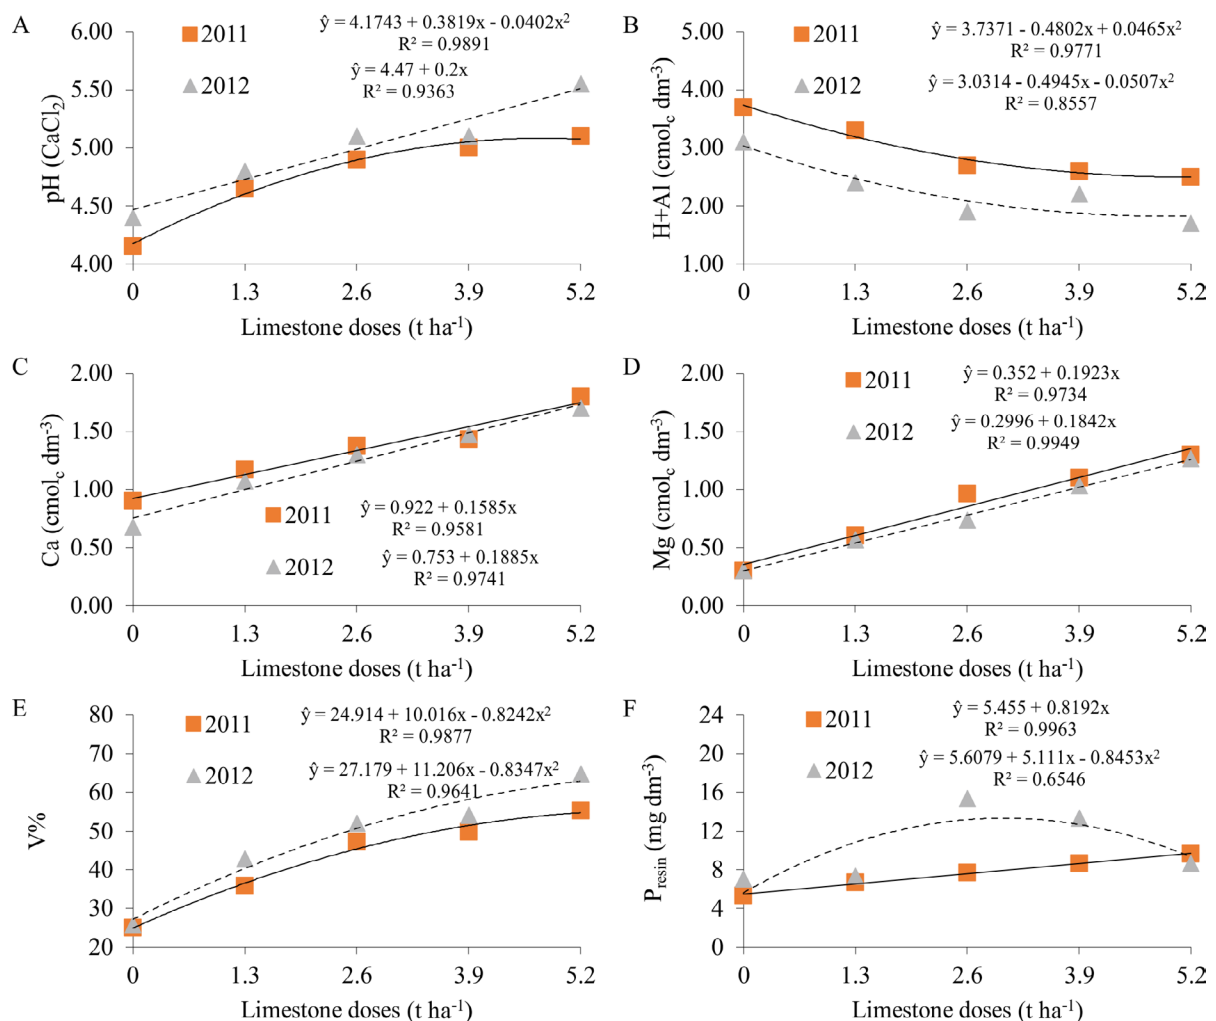 A
6.00
5.50
5.00
4.50
4.00
pH (CaCl₂)
2011
2012
ŷ = 4.1743 + 0.3819x - 0.0402x²
R² = 0.9891
ŷ = 4.47 + 0.2x
R² = 0.9363
0 1.3 2.6 3.9 5.2
Limestone doses (t ha⁻¹)
B
5.00
4.00
3.00
2.00
1.00
H+Al (cmol꜀ dm⁻³)
2011
2012
ŷ = 3.7371 - 0.4802x + 0.0465x²
R² = 0.9771
ŷ = 3.0314 - 0.4945x - 0.0507x²
R² = 0.8557
0 1.3 2.6 3.9 5.2
Limestone doses (t ha⁻¹)
C
2.00
1.50
1.00
0.50
0.00
Ca (cmol꜀ dm⁻³)
2011
2012
ŷ = 0.922 + 0.1585x
R² = 0.9581
ŷ = 0.753 + 0.1885x
R² = 0.9741
0 1.3 2.6 3.9 5.2
Limestone doses (t ha⁻¹)
D
2.00
1.50
1.00
0.50
0.00
Mg (cmol꜀ dm⁻³)
2011
2012
ŷ = 0.352 + 0.1923x
R² = 0.9734
ŷ = 0.2996 + 0.1842x
R² = 0.9949
0 1.3 2.6 3.9 5.2
Limestone doses (t ha⁻¹)
E
80
70
60
50
40
30
20
V%
2011
2012
ŷ = 24.914 + 10.016x - 0.8242x²
R² = 0.9877
ŷ = 27.179 + 11.206x - 0.8347x²
R² = 0.9641
0 1.3 2.6 3.9 5.2
Limestone doses (t ha⁻¹)
F
24
20
16
12
8
4
0
P resin (mg dm⁻³)
2011
2012
ŷ = 5.455 + 0.8192x
R² = 0.9963
ŷ = 5.6079 + 5.111x - 0.8453x²
R² = 0.6546
0 1.3 2.6 3.9 5.2
Limestone doses (t ha⁻¹)